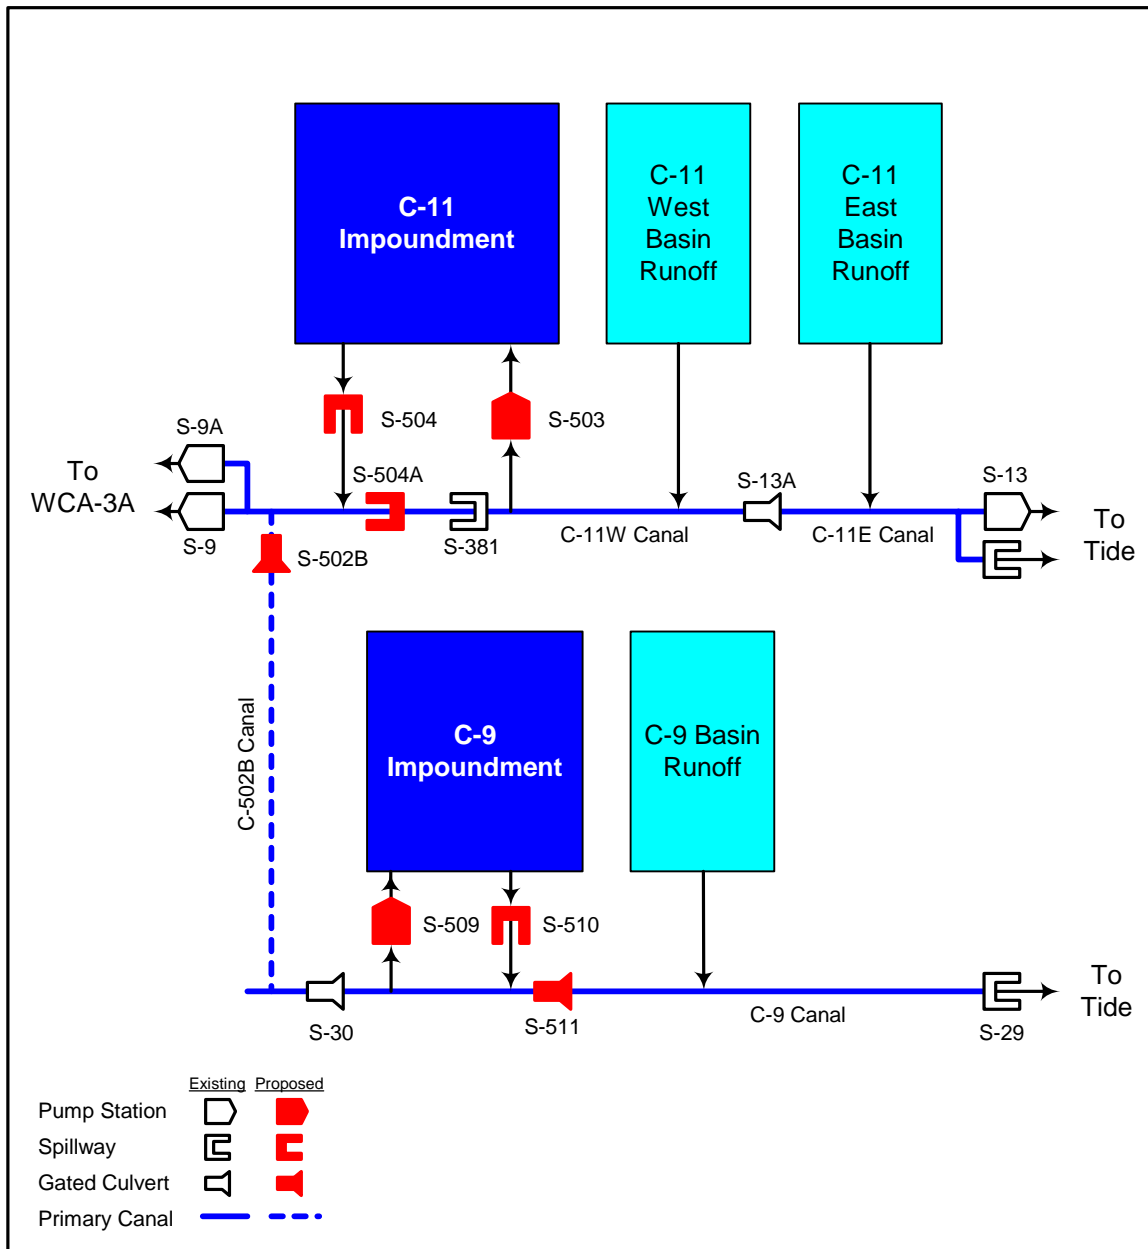 C-11
Impoundment
C-11
West
Basin
Runoff
C-11
East
Basin
Runoff
S-504
S-503
S-9A
To
WCA-3A
S-504A
S-13A
S-13
S-9
S-502B
S-381
C-11W Canal
C-11E Canal
To
Tide
C-502B Canal
C-9
Impoundment
C-9 Basin
Runoff
S-509
S-510
S-30
S-511
C-9 Canal
S-29
To
Tide
Existing Proposed
Pump Station
Spillway
Gated Culvert
Primary Canal